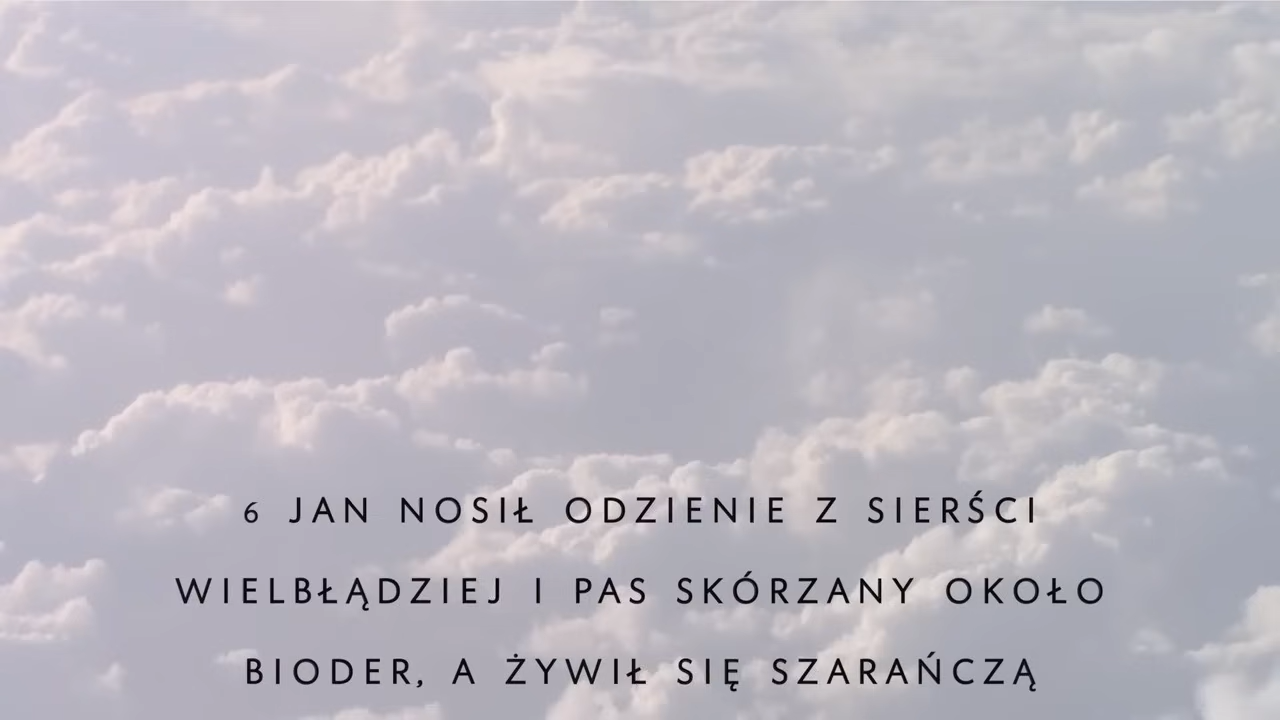 6 JAN NOSIŁ ODZIENIE Z SIERŚCI
WIELBŁĄDZIEJ I PAS SKÓRZANY OKOŁO
BIODER, A ŻYWIŁ SIĘ SZARAŃCZĄ